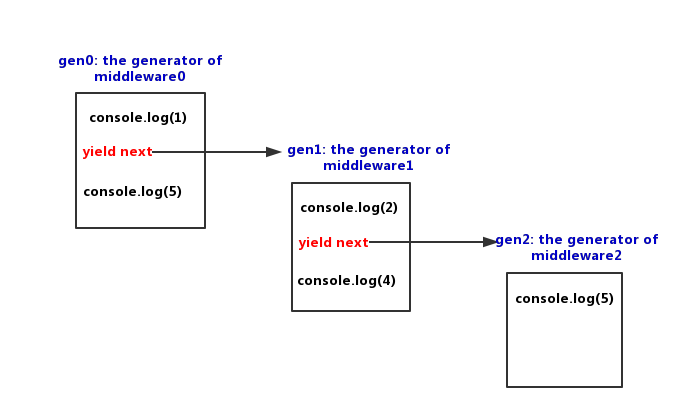 gen0: the generator of
middleware0
console.log(1)
yield next
console.log(5)
gen1: the generator of
middleware1
console.log(2)
yield next
console.log(4)
gen2: the generator of
middleware2
console.log(5)